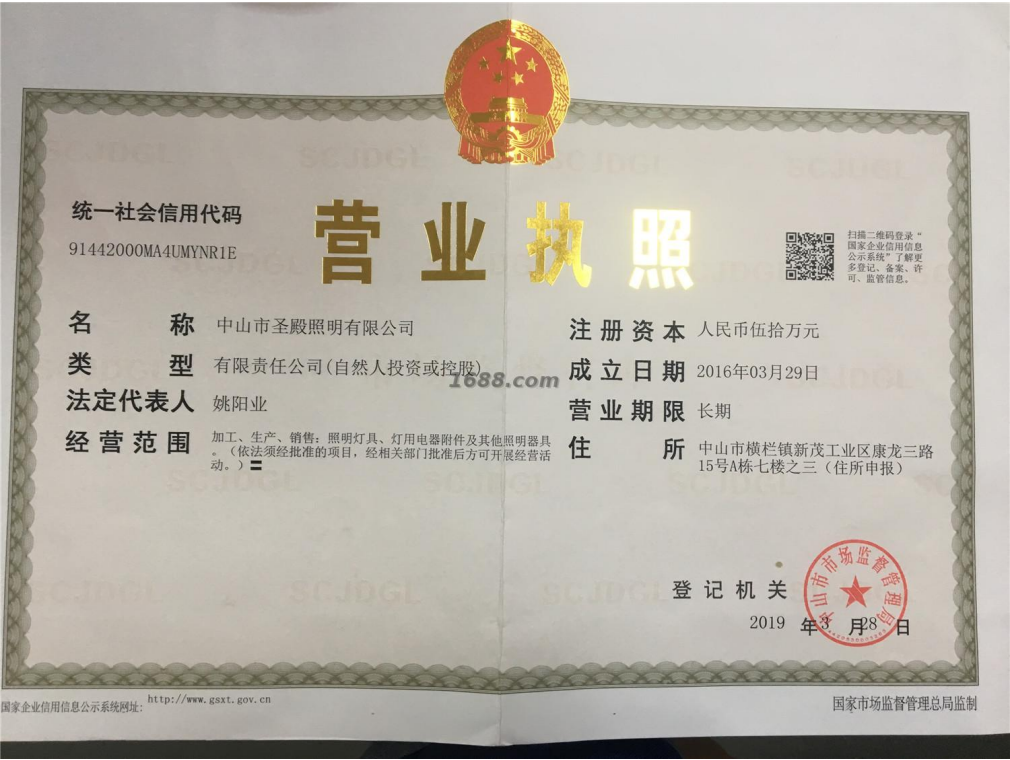 营业执照
统一社会信用代码
91442000MA4UMYNR1E
扫描二维码登录“
国家企业信用信息
公示系统”了解更
多登记、备案、许
可、监管信息。
名 称 中山市圣殿照明有限公司
类 型 有限责任公司(自然人投资或控股)
法定代表人 姚阳业
经营范围 加工、生产、销售：照明灯具、灯用电器附件及其他照明器具
。（依法须经批准的项目，经相关部门批准后方可开展经营活
动。）〓
注册资本 人民币伍拾万元
成立日期 2016年03月29日
营业期限 长期
住 所 中山市横栏镇新茂工业区康龙三路
15号A栋七楼之三（住所申报）
1688.com
SCJDGL
登记机关
中山市市场监督管理局
2019 年3 月28 日
国家企业信用信息公示系统网址: http://www.gsxt.gov.cn
国家市场监督管理总局监制